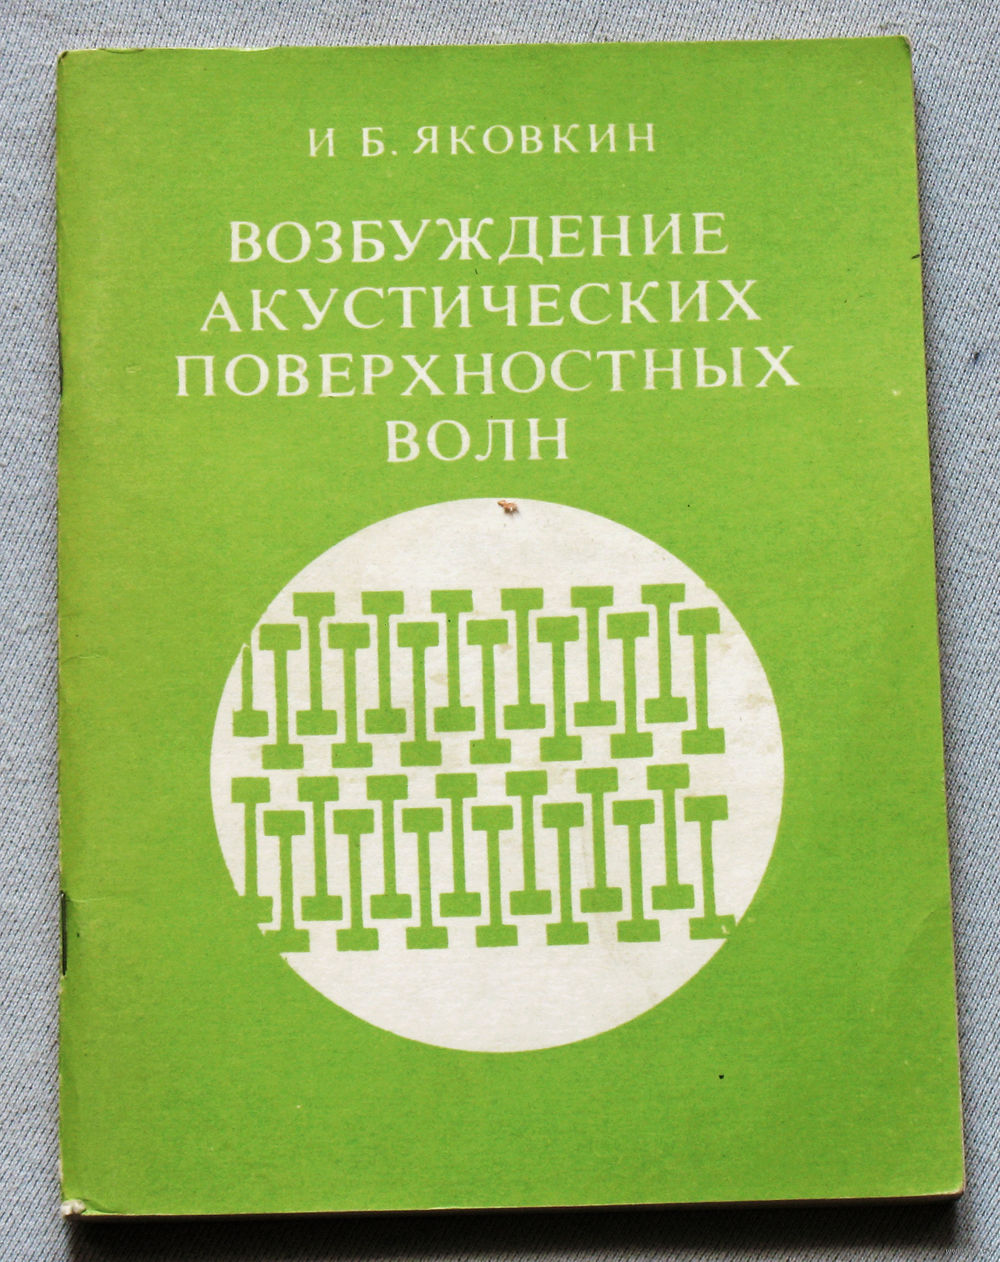 И Б. ЯКОВКИН
ВОЗБУЖДЕНИЕ
АКУСТИЧЕСКИХ
ПОВЕРХНОСТНЫХ
ВОЛН